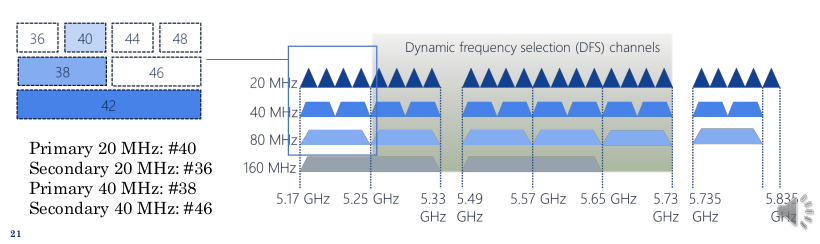 36 40 44 48
38 46
42
Primary 20 MHz: #40
Secondary 20 MHz: #36
Primary 40 MHz: #38
Secondary 40 MHz: #46
Dynamic frequency selection (DFS) channels
20 MHz
40 MHz
80 MHz
160 MHz
5.17 GHz 5.25 GHz 5.33 GHz 5.49 GHz 5.57 GHz 5.65 GHz 5.73 GHz 5.735 GHz 5.835 GHz
21